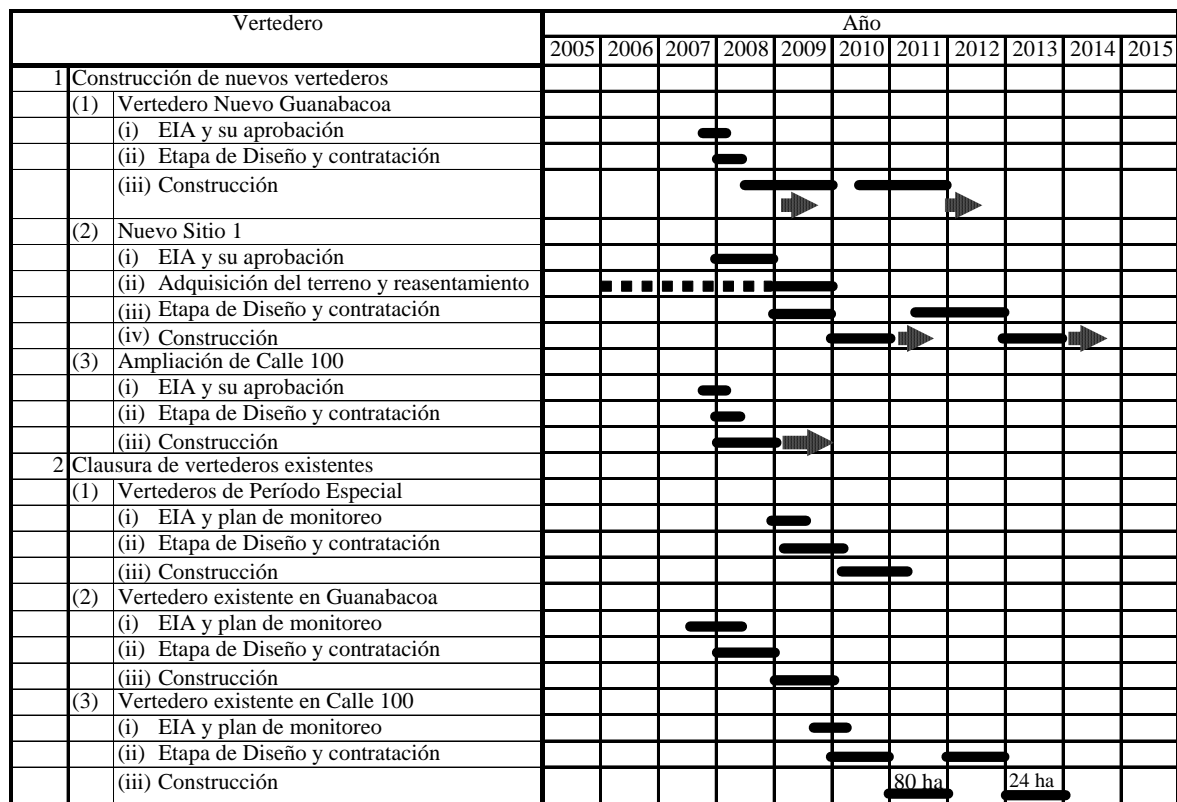 Vertedero Año
2005 2006 2007 2008 2009 2010 2011 2012 2013 2014 2015
1 Construcción de nuevos vertederos
(1) Vertedero Nuevo Guanabacoa
(i) EIA y su aprobación
(ii) Etapa de Diseño y contratación
(iii) Construcción
(2) Nuevo Sitio 1
(i) EIA y su aprobación
(ii) Adquisición del terreno y reasentamiento
(iii) Etapa de Diseño y contratación
(iv) Construcción
(3) Ampliación de Calle 100
(i) EIA y su aprobación
(ii) Etapa de Diseño y contratación
(iii) Construcción
2 Clausura de vertederos existentes
(1) Vertederos de Período Especial
(i) EIA y plan de monitoreo
(ii) Etapa de Diseño y contratación
(iii) Construcción
(2) Vertedero existente en Guanabacoa
(i) EIA y plan de monitoreo
(ii) Etapa de Diseño y contratación
(iii) Construcción
(3) Vertedero existente en Calle 100
(i) EIA y plan de monitoreo
(ii) Etapa de Diseño y contratación
(iii) Construcción 80 ha 24 ha